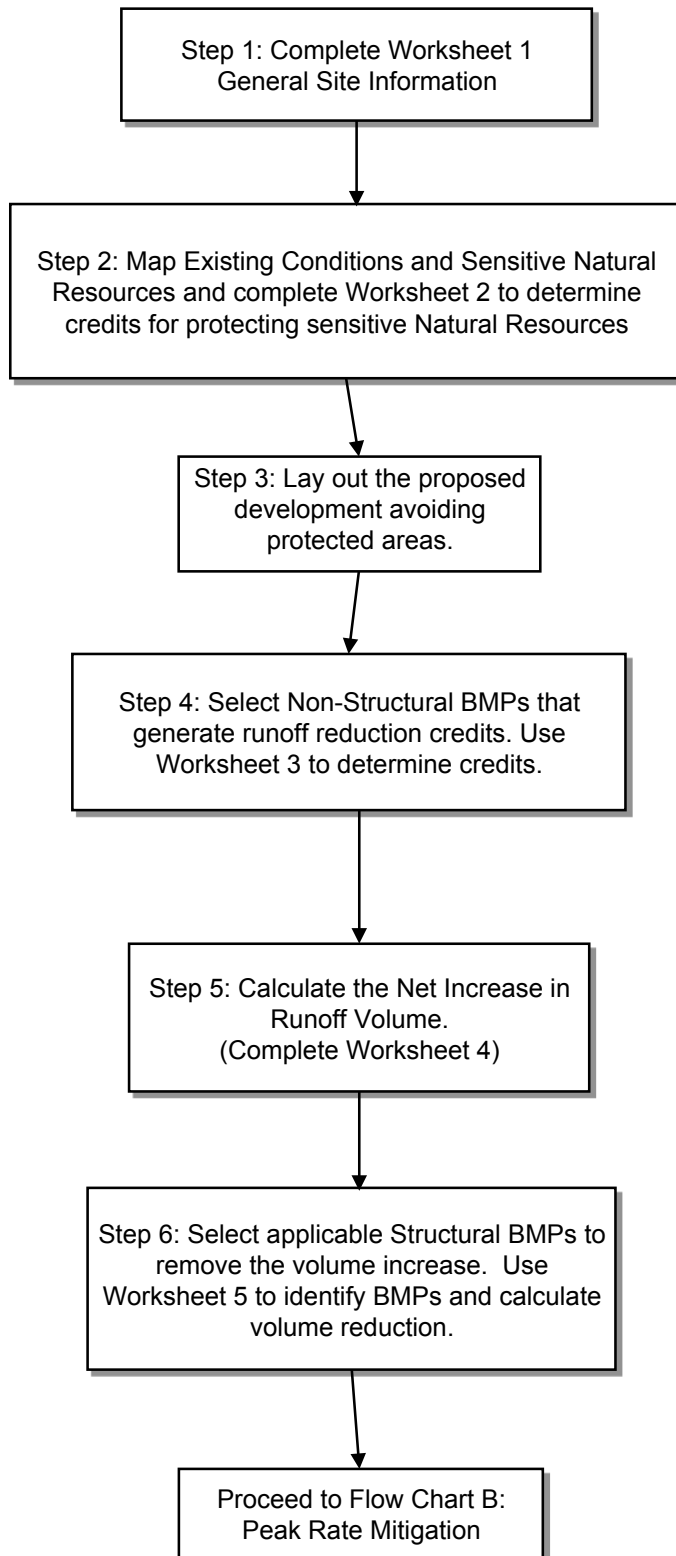 Step 1: Complete Worksheet 1
General Site Information
Step 2: Map Existing Conditions and Sensitive Natural
Resources and complete Worksheet 2 to determine
credits for protecting sensitive Natural Resources
Step 3: Lay out the proposed
development avoiding
protected areas.
Step 4: Select Non-Structural BMPs that
generate runoff reduction credits. Use
Worksheet 3 to determine credits.
Step 5: Calculate the Net Increase in
Runoff Volume.
(Complete Worksheet 4)
Step 6: Select applicable Structural BMPs to
remove the volume increase.  Use
Worksheet 5 to identify BMPs and calculate
volume reduction.
Proceed to Flow Chart B:
Peak Rate Mitigation